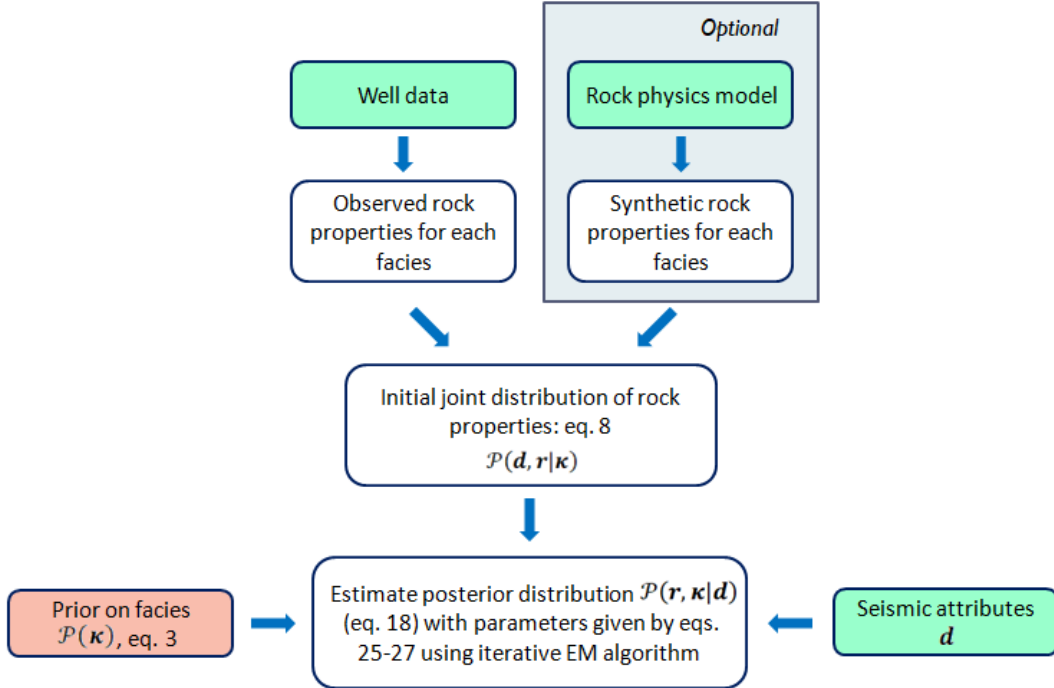 Optional
Well data
Rock physics model
Observed rock
properties for each
facies
Synthetic rock
properties for each
facies
Initial joint distribution of rock
properties: eq. 8
𝒫(𝒅, 𝒓|𝜿)
Prior on facies
𝒫(𝜿), eq. 3
Estimate posterior distribution 𝒫(𝒓, 𝜿|𝒅)
(eq. 18) with parameters given by eqs.
25-27 using iterative EM algorithm
Seismic attributes
𝒅